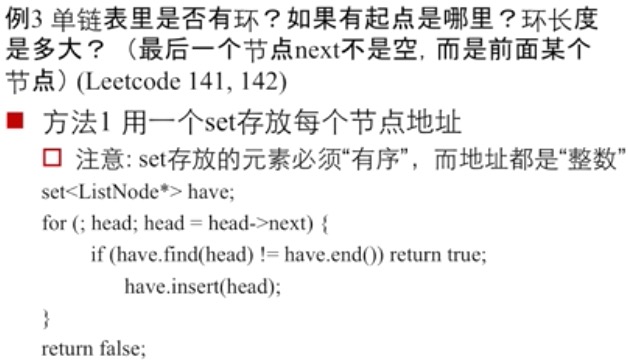 例3 单链表里是否有环？如果有起点是哪里？环长度
是多大？（最后一个节点next不是空, 而是前面某个
节点）(Leetcode 141, 142)
方法1 用一个set存放每个节点地址
注意: set存放的元素必须“有序”，而地址都是“整数”
set<ListNode*> have;
for (; head; head = head->next) {
if (have.find(head) != have.end()) return true;
have.insert(head);
}
return false;